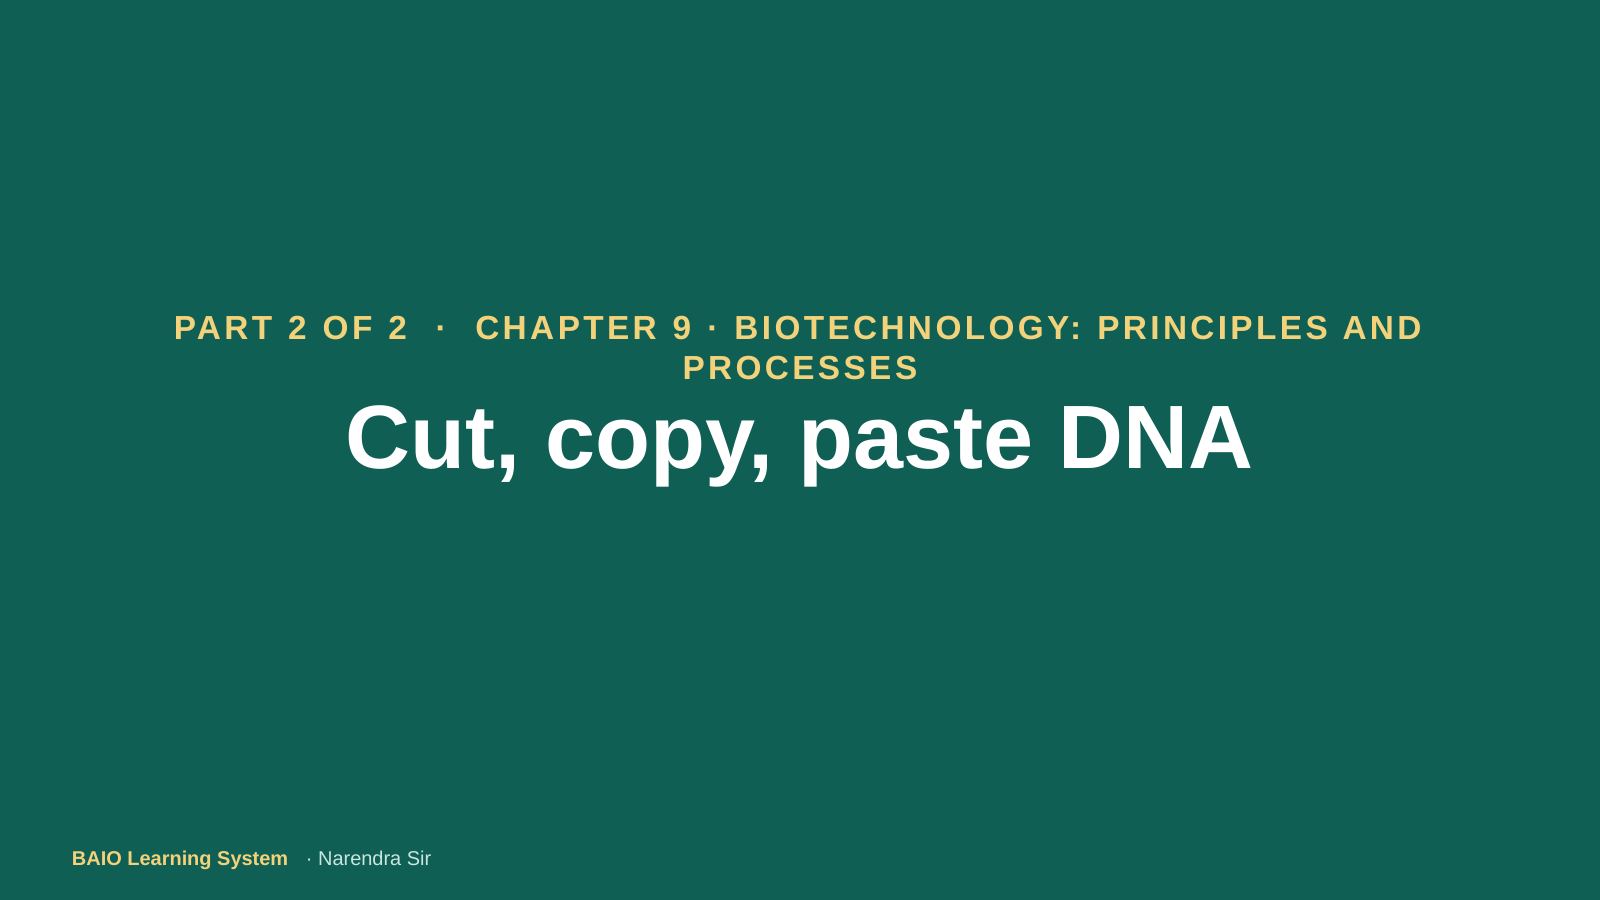 PART 2 OF 2 · CHAPTER 9 · BIOTECHNOLOGY: PRINCIPLES AND
PROCESSES
Cut, copy, paste DNA
BAIO Learning System · Narendra Sir